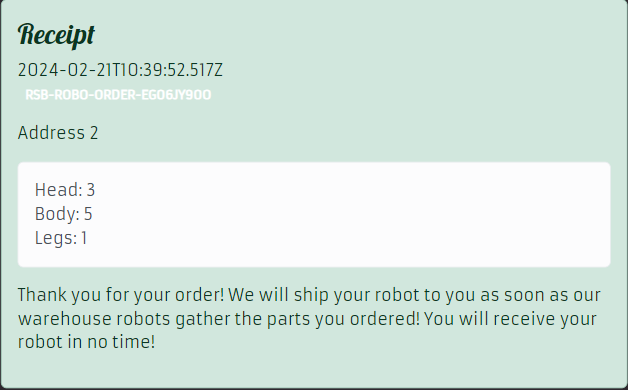 Receipt
2024-02-21T10:39:52.517Z
RSB-ROBO-ORDER-EG06JY90O
Address 2
Head: 3
Body: 5
Legs: 1
Thank you for your order! We will ship your robot to you as soon as our
warehouse robots gather the parts you ordered! You will receive your
robot in no time!